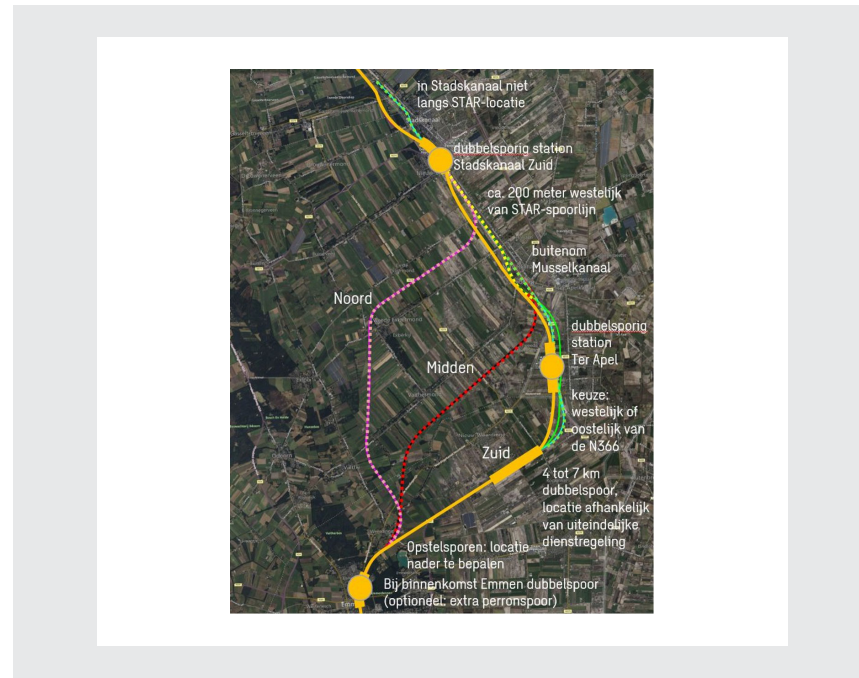 in Stadskanaal niet
langs STAR-locatie
dubbelsporig station
Stadskanaal Zuid
ca. 200 meter westelijk
van STAR-spoorlijn
buitenom
Musselkanaal
Noord
dubbelsporig
station
Ter Apel
Midden
keuze:
westelijk of
oostelijk van
de N366
Zuid
4 tot 7 km
dubbelspoor,
locatie afhankelijk
van uiteindelijke
dienstregeling
Opstelsporen: locatie
nader te bepalen
Bij binnenkomst Emmen dubbelspoor
(optioneel: extra perronspoor)